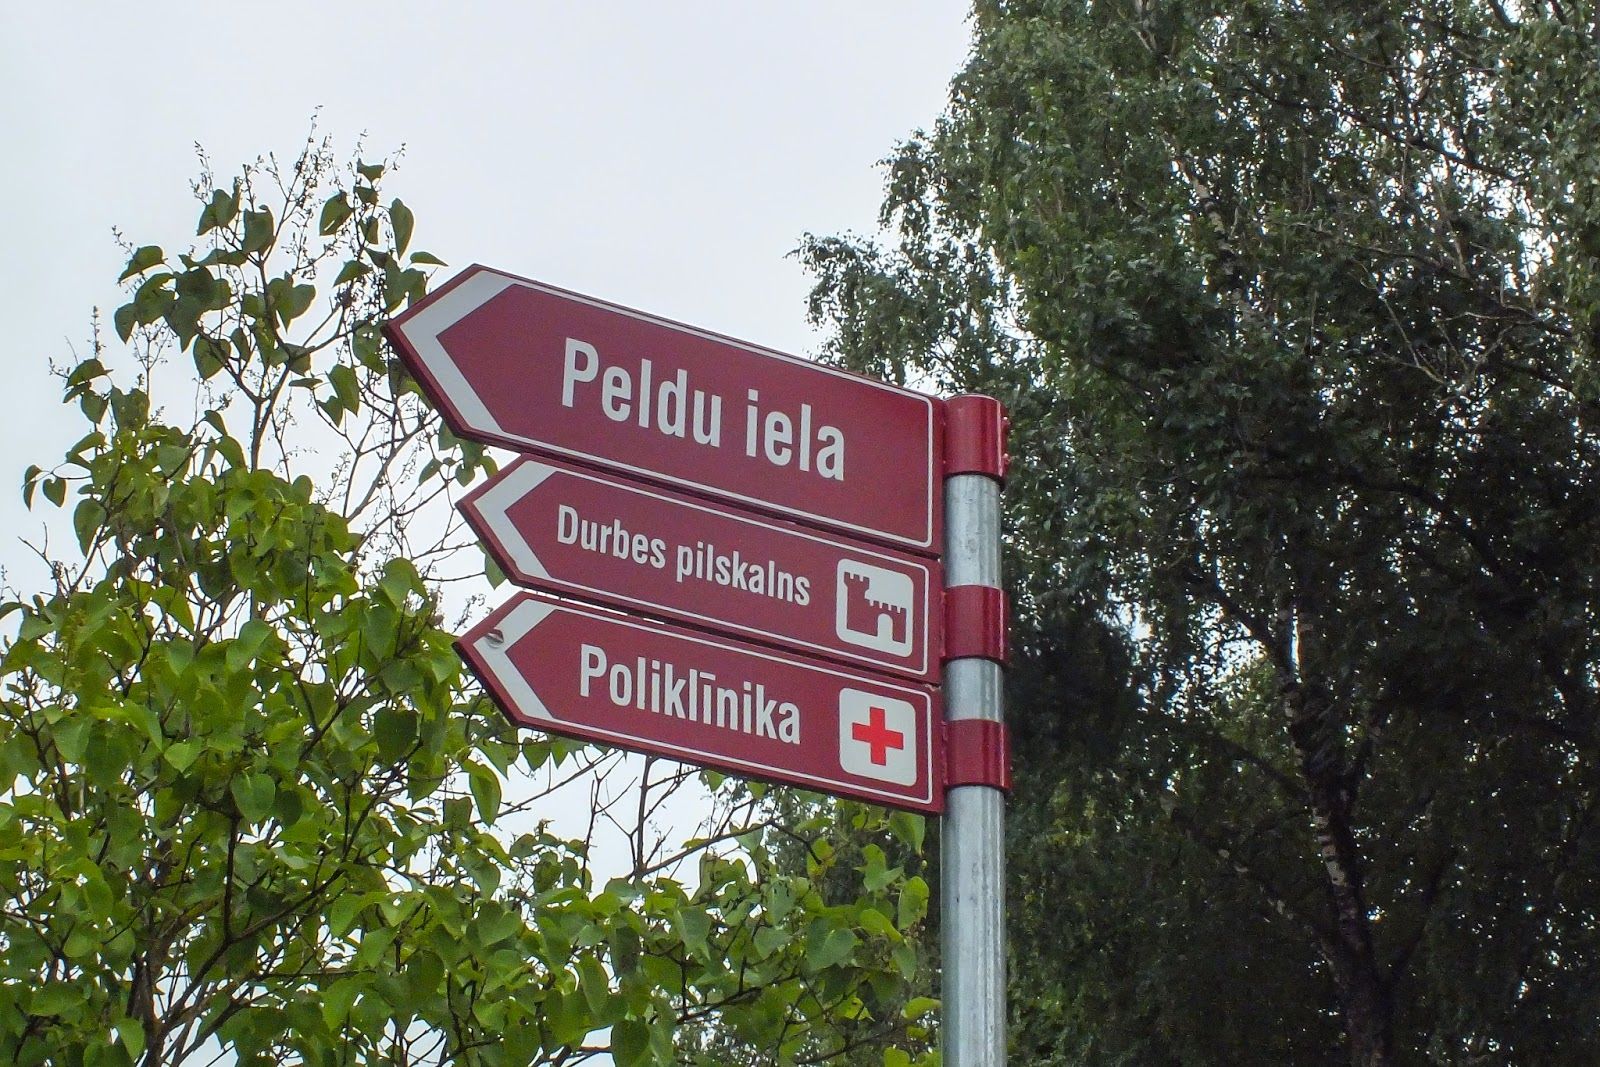 Peldu iela
Durbes pilskalns
Poliklīnika